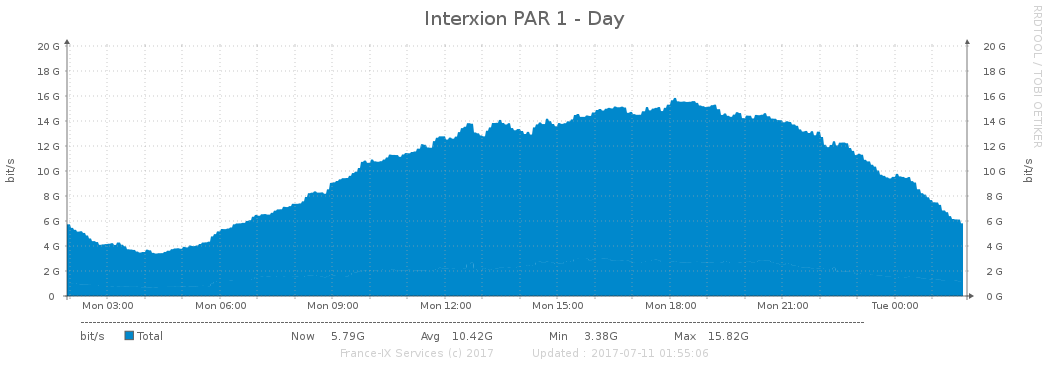 Interxion PAR 1 - Day
RRDTOOL / TOBI OETIKER
20 G 20 G
18 G 18 G
16 G 16 G
14 G 14 G
12 G 12 G
10 G 10 G
8 G 8 G
6 G 6 G
4 G 4 G
2 G 2 G
0 0 G
bit/s
bit/s
Mon 03:00 Mon 06:00 Mon 09:00 Mon 12:00 Mon 15:00 Mon 18:00 Mon 21:00 Tue 00:00
bit/s Total Now 5.79G Avg 10.42G Min 3.38G Max 15.82G
France-IX Services (c) 2017 Updated : 2017-07-11 01:55:06